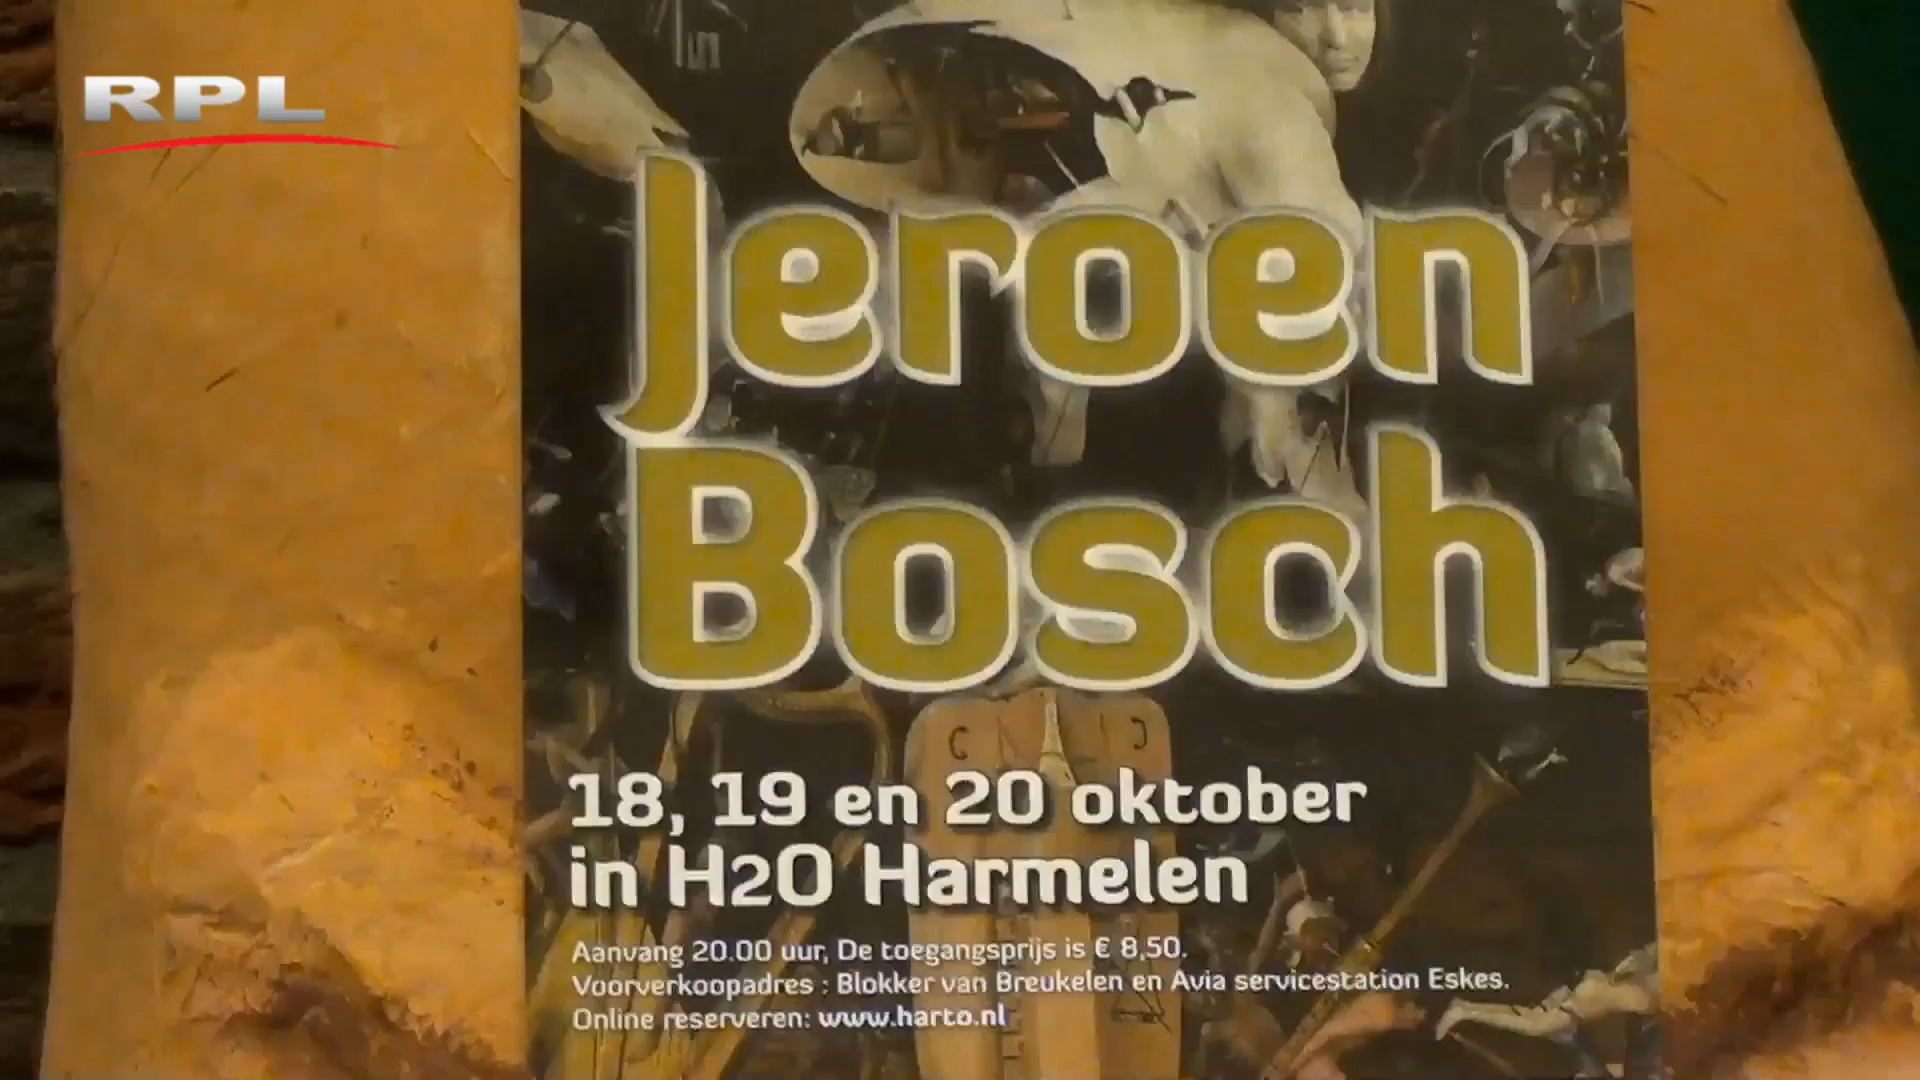 RPL
Jeroen
Bosch
18, 19 en 20 oktober
in H2O Harmelen
Aanvang 20.00 uur, De toegangsprijs is € 8,50.
Voorverkoopadres : Blokker van Breukelen en Avia servicestation Eskes.
Online reserveren: www.harto.nl